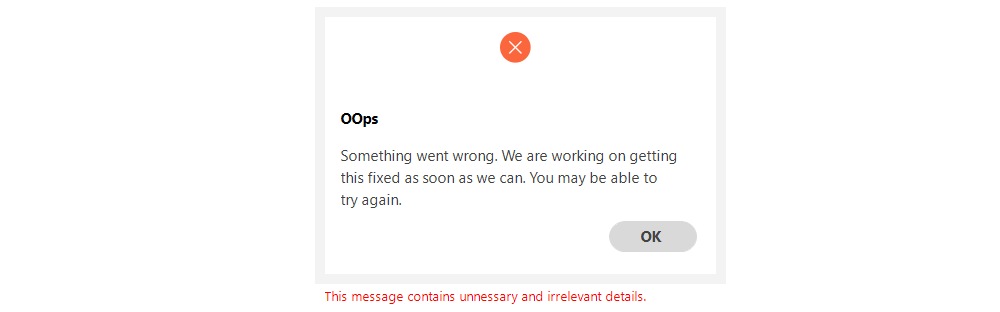 OOps
Something went wrong. We are working on getting
this fixed as soon as we can. You may be able to
try again.
OK
This message contains unnessary and irrelevant details.